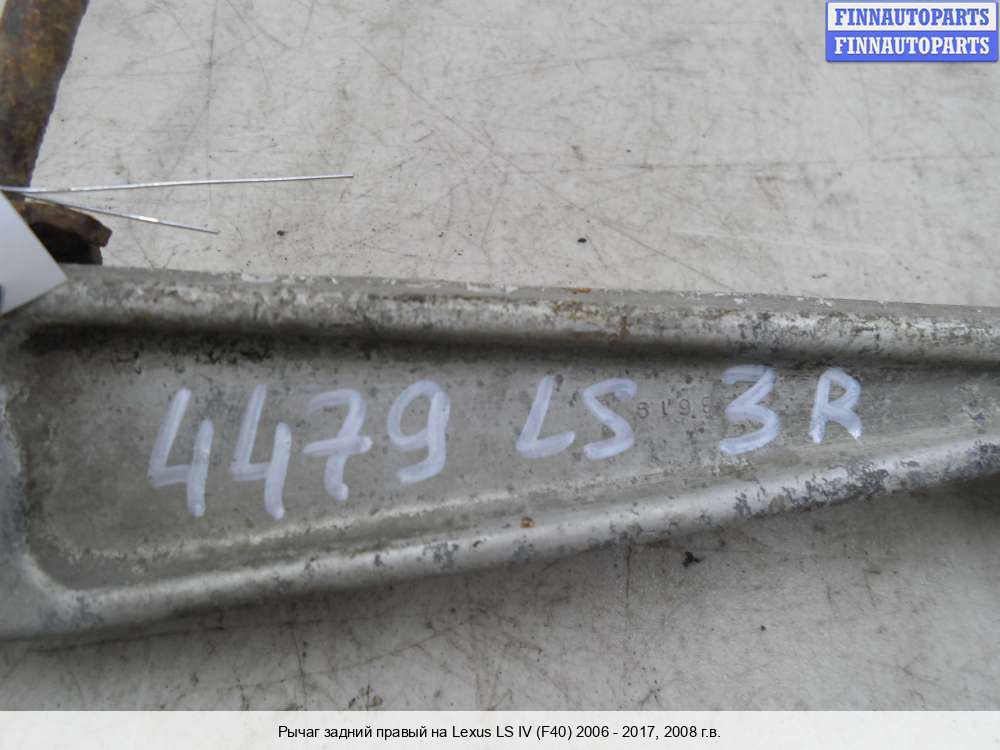 FINNAUTOPARTS
FINNAUTOPARTS
4479 LS 3R
Рычаг задний правый на Lexus LS IV (F40) 2006 - 2017, 2008 г.в.